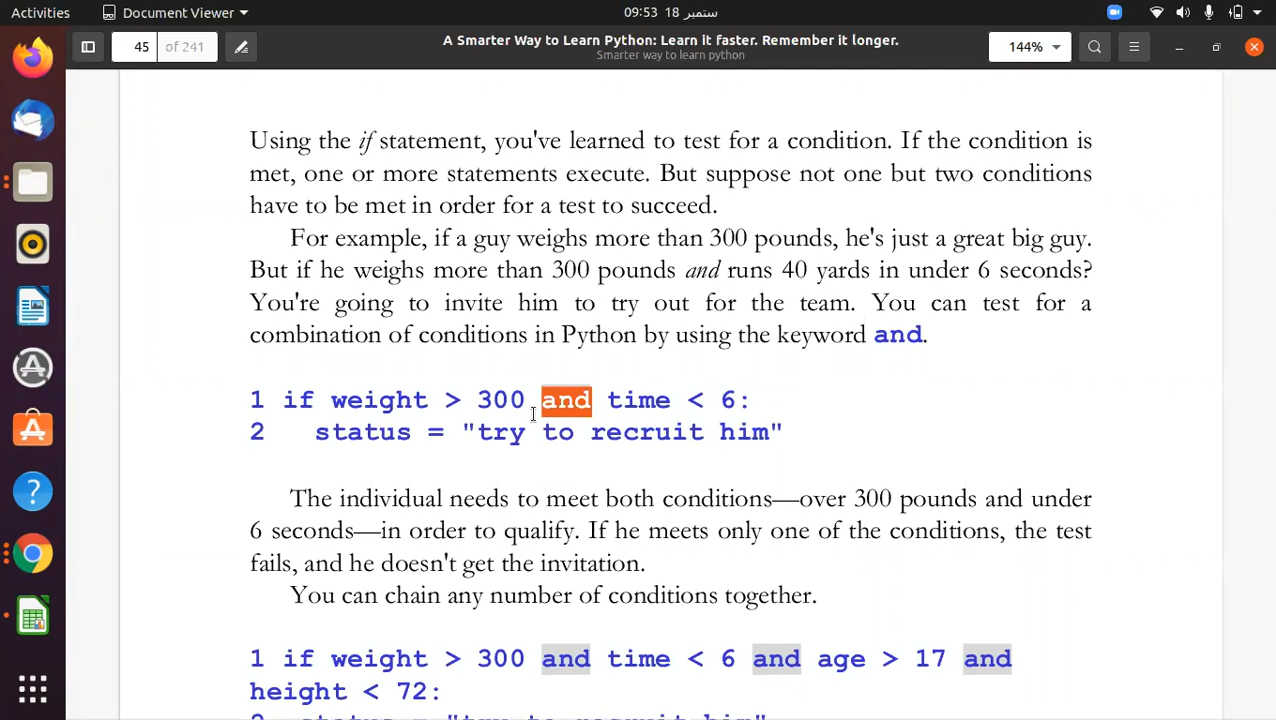 Activities
Document Viewer
09:53 ستمبر 18
45 of 241
A Smarter Way to Learn Python: Learn it faster. Remember it longer.
Smarter way to learn python
144%
Using the if statement, you've learned to test for a condition. If the condition is
met, one or more statements execute. But suppose not one but two conditions
have to be met in order for a test to succeed.
For example, if a guy weighs more than 300 pounds, he's just a great big guy.
But if he weighs more than 300 pounds and runs 40 yards in under 6 seconds?
You're going to invite him to try out for the team. You can test for a
combination of conditions in Python by using the keyword and.
1 if weight > 300 and time < 6:
2 status = "try to recruit him"
The individual needs to meet both conditions—over 300 pounds and under
6 seconds—in order to qualify. If he meets only one of the conditions, the test
fails, and he doesn't get the invitation.
You can chain any number of conditions together.
1 if weight > 300 and time < 6 and age > 17 and
height < 72:
2 status = "try to recruit him"